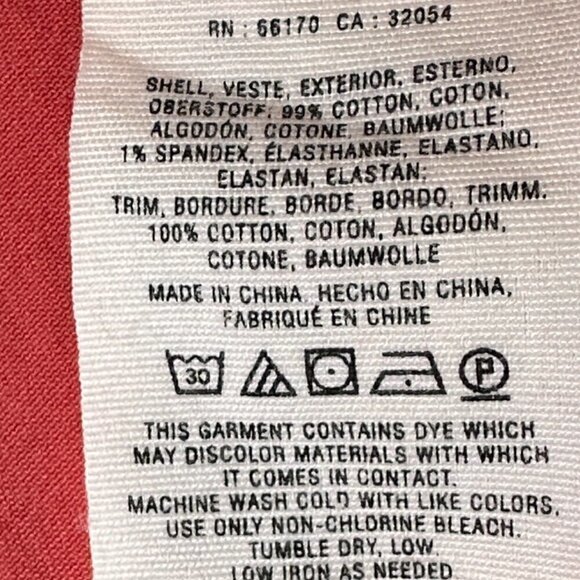 RN : 66170 CA : 32054
SHELL, VESTE, EXTERIOR, ESTERNO,
OBERSTOFF, 99% COTTON, COTON,
ALGODÓN, COTONE, BAUMWOLLE;
1% SPANDEX, ÉLASTHANNE, ELASTANO,
ELASTAN, ELASTAN;
TRIM, BORDURE, BORDE, BORDO, TRIMM.
100% COTTON, COTON, ALGODÓN,
COTONE, BAUMWOLLE
MADE IN CHINA. HECHO EN CHINA,
FABRIQUÉ EN CHINE
30 P
THIS GARMENT CONTAINS DYE WHICH
MAY DISCOLOR MATERIALS WITH WHICH
IT COMES IN CONTACT.
MACHINE WASH COLD WITH LIKE COLORS,
USE ONLY NON-CHLORINE BLEACH.
TUMBLE DRY, LOW.
LOW IRON AS NEEDED